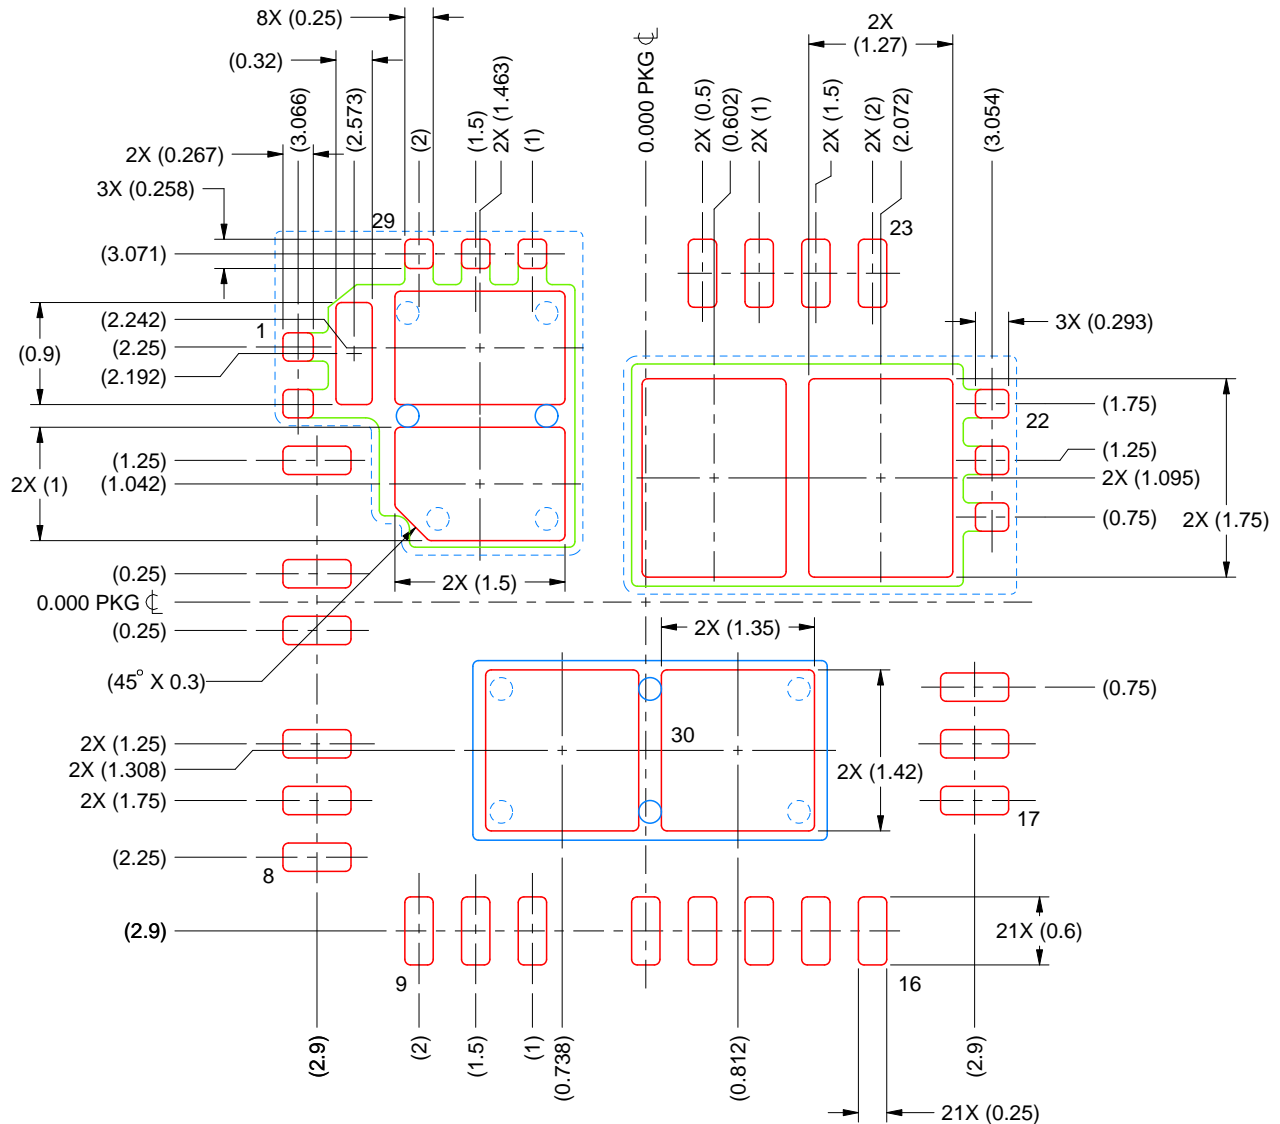 8X (0.25)
(0.32)
2X
(1.27)
0.000 PKG ℄
(3.066)
(2.573)
(2)
(1.5)
2X (1.463)
(1)
2X (0.5)
(0.602)
2X (1)
2X (1.5)
2X (2)
(2.072)
(3.054)
2X (0.267)
3X (0.258)
29
23
(3.071)
(2.242)
1
(2.25)
(0.9)
(2.192)
3X (0.293)
(1.75)
22
(1.25)
2X (1.095)
(0.75)
2X (1.75)
(1.25)
2X (1)
(1.042)
(0.25)
2X (1.5)
0.000 PKG ℄
(0.25)
2X (1.35)
(45° X 0.3)
(0.75)
2X (1.25)
30
2X (1.308)
2X (1.42)
2X (1.75)
17
(2.25)
8
(2.9)
21X (0.6)
9
16
(2.9)
(2)
(1.5)
(1)
(0.738)
(0.812)
(2.9)
21X (0.25)